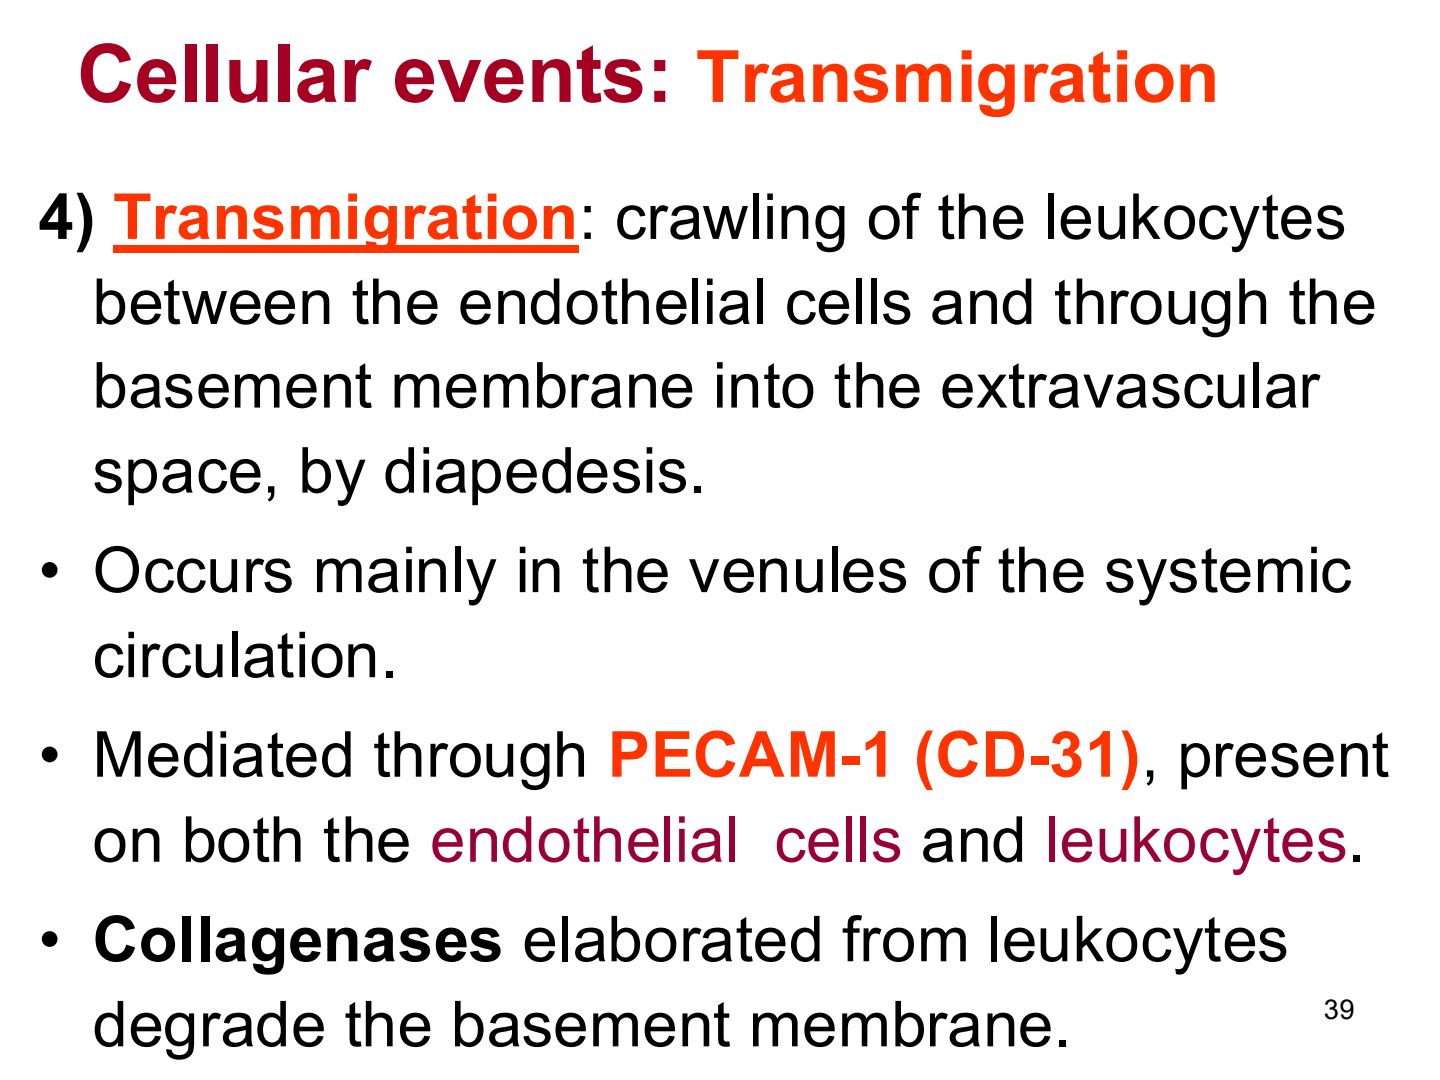 Cellular events: Transmigration
4) Transmigration: crawling of the leukocytes
between the endothelial cells and through the
basement membrane into the extravascular
space, by diapedesis.
• Occurs mainly in the venules of the systemic
circulation.
• Mediated through PECAM-1 (CD-31), present
on both the endothelial cells and leukocytes.
• Collagenases elaborated from leukocytes
degrade the basement membrane.
39